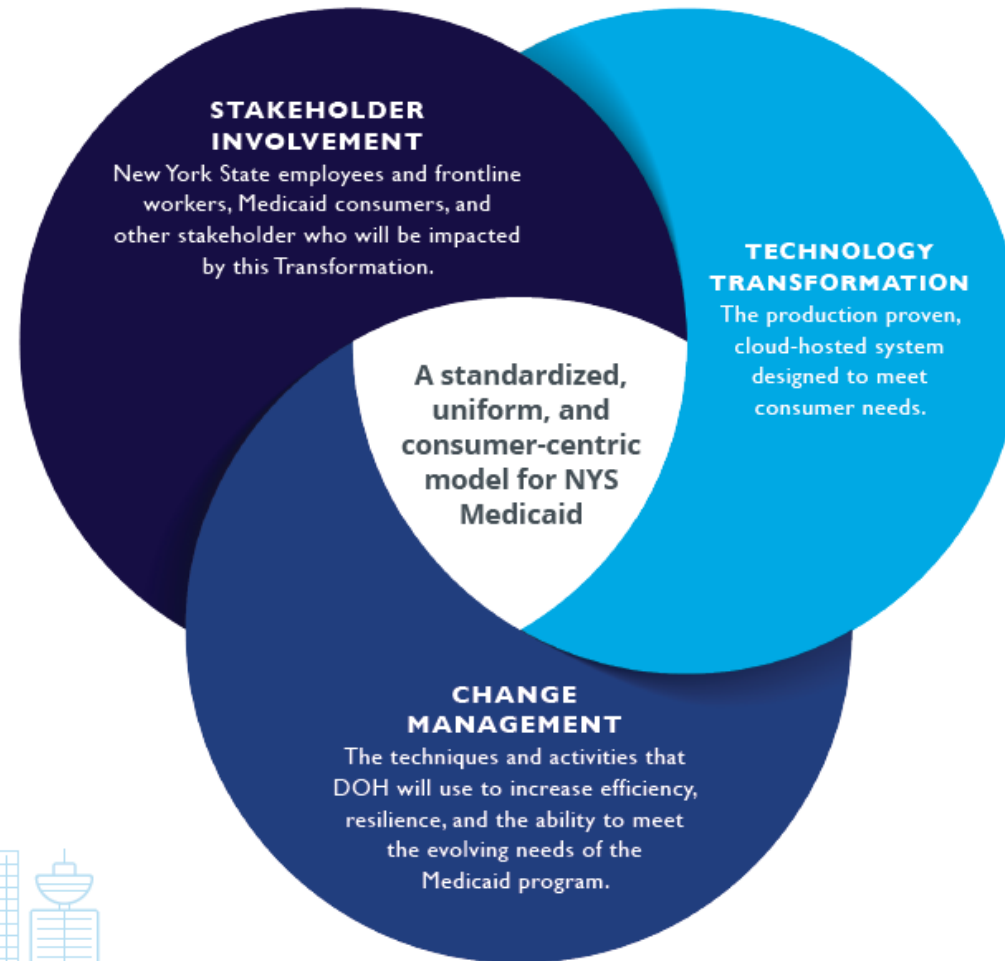 STAKEHOLDER
INVOLVEMENT
New York State employees and frontline
workers, Medicaid consumers, and
other stakeholder who will be impacted
by this Transformation.
TECHNOLOGY
TRANSFORMATION
The production proven,
cloud-hosted system
designed to meet
consumer needs.
A standardized,
uniform, and
consumer-centric
model for NYS
Medicaid
CHANGE
MANAGEMENT
The techniques and activities that
DOH will use to increase efficiency,
resilience, and the ability to meet
the evolving needs of the
Medicaid program.